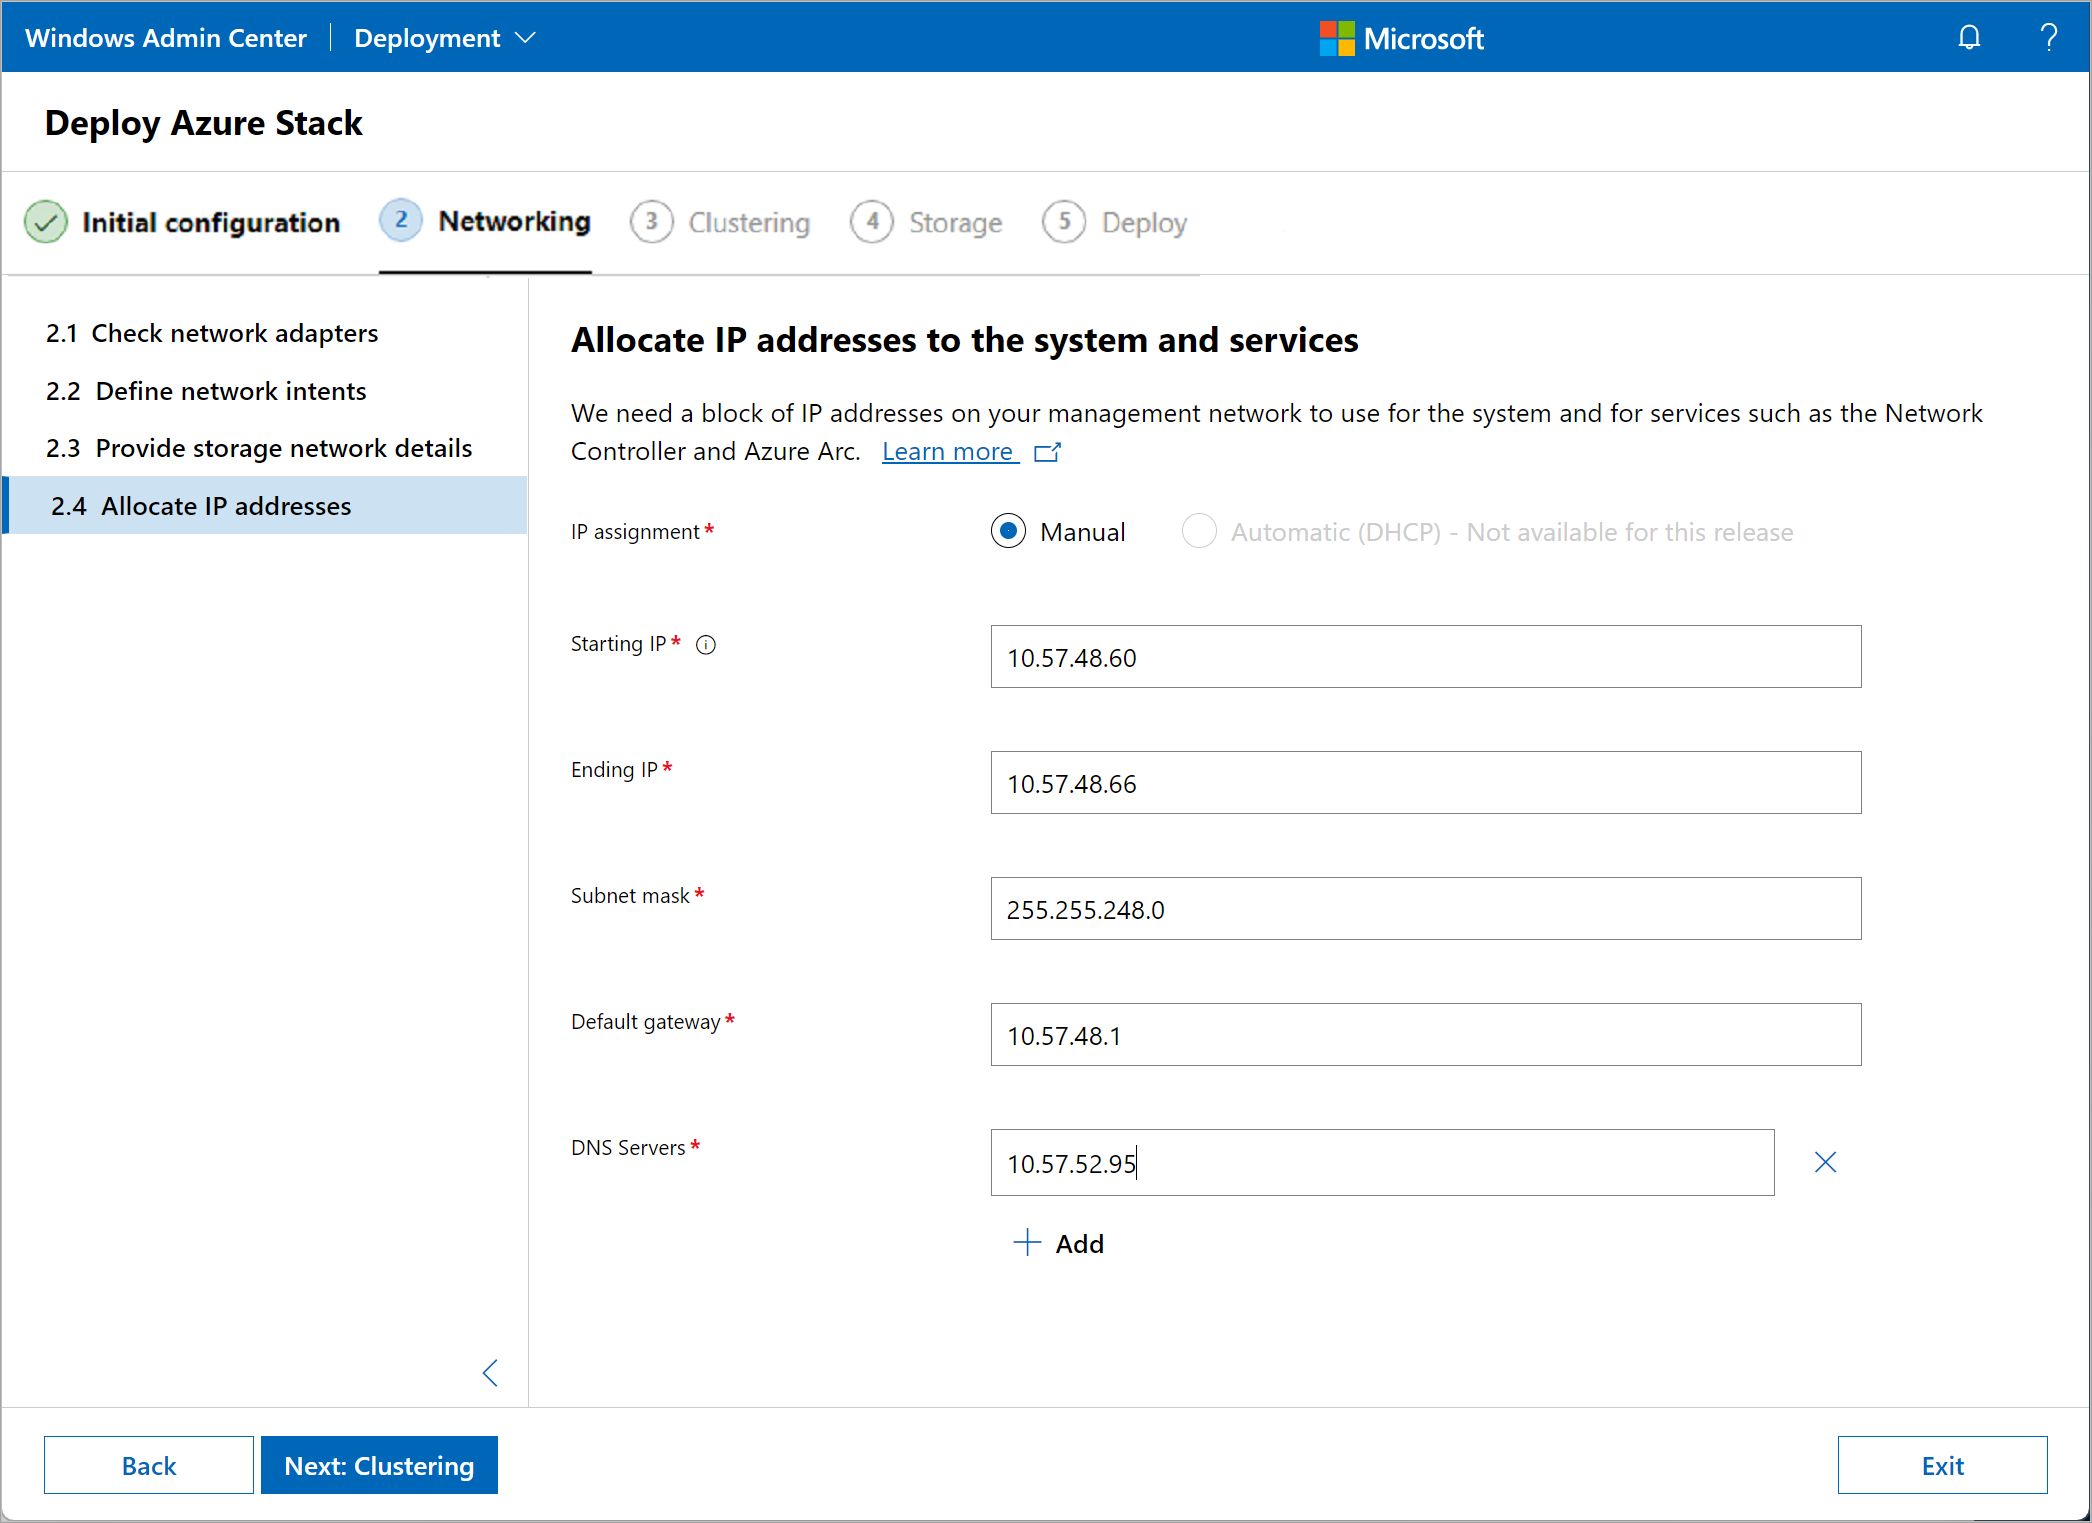 Windows Admin Center
Deployment
Microsoft
?
Deploy Azure Stack
Initial configuration
2 Networking
3 Clustering
4 Storage
5 Deploy
2.1 Check network adapters
2.2 Define network intents
2.3 Provide storage network details
2.4 Allocate IP addresses
Allocate IP addresses to the system and services
We need a block of IP addresses on your management network to use for the system and for services such as the Network
Controller and Azure Arc. Learn more
IP assignment *
Manual
Automatic (DHCP) - Not available for this release
Starting IP *
10.57.48.60
Ending IP *
10.57.48.66
Subnet mask *
255.255.248.0
Default gateway *
10.57.48.1
DNS Servers *
10.57.52.95
Add
Back
Next: Clustering
Exit